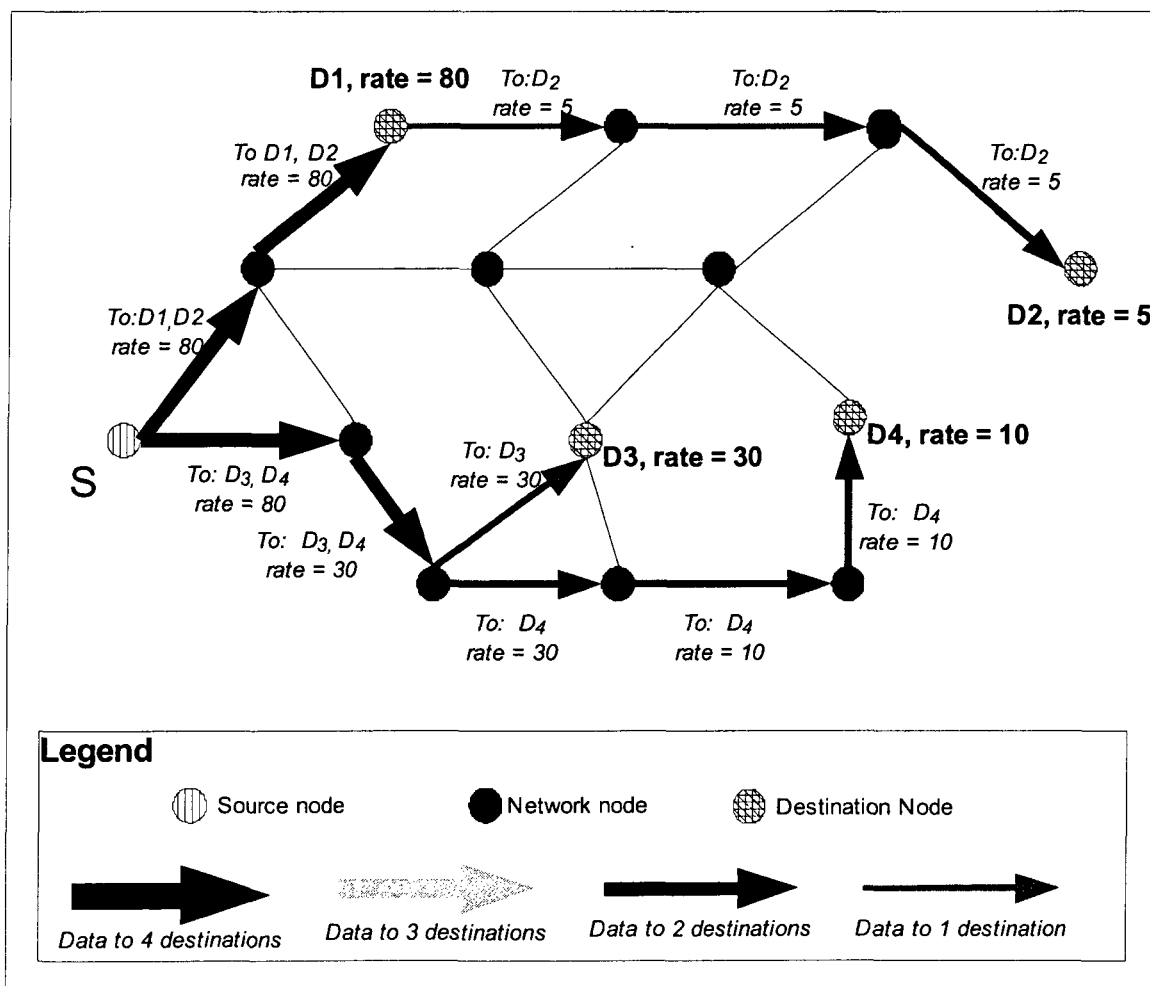 D1, rate = 80
To:D2
rate = 5
To:D2
rate = 5
To D1, D2
rate = 80
To:D2
rate = 5
To:D1,D2
rate = 80
D2, rate = 5
S
To: D3, D4
rate = 80
To: D3
rate = 30
D3, rate = 30
D4, rate = 10
To: D3, D4
rate = 30
To: D4
rate = 10
To: D4
rate = 30
To: D4
rate = 10
Legend
Source node
Network node
Destination Node
Data to 4 destinations
Data to 3 destinations
Data to 2 destinations
Data to 1 destination